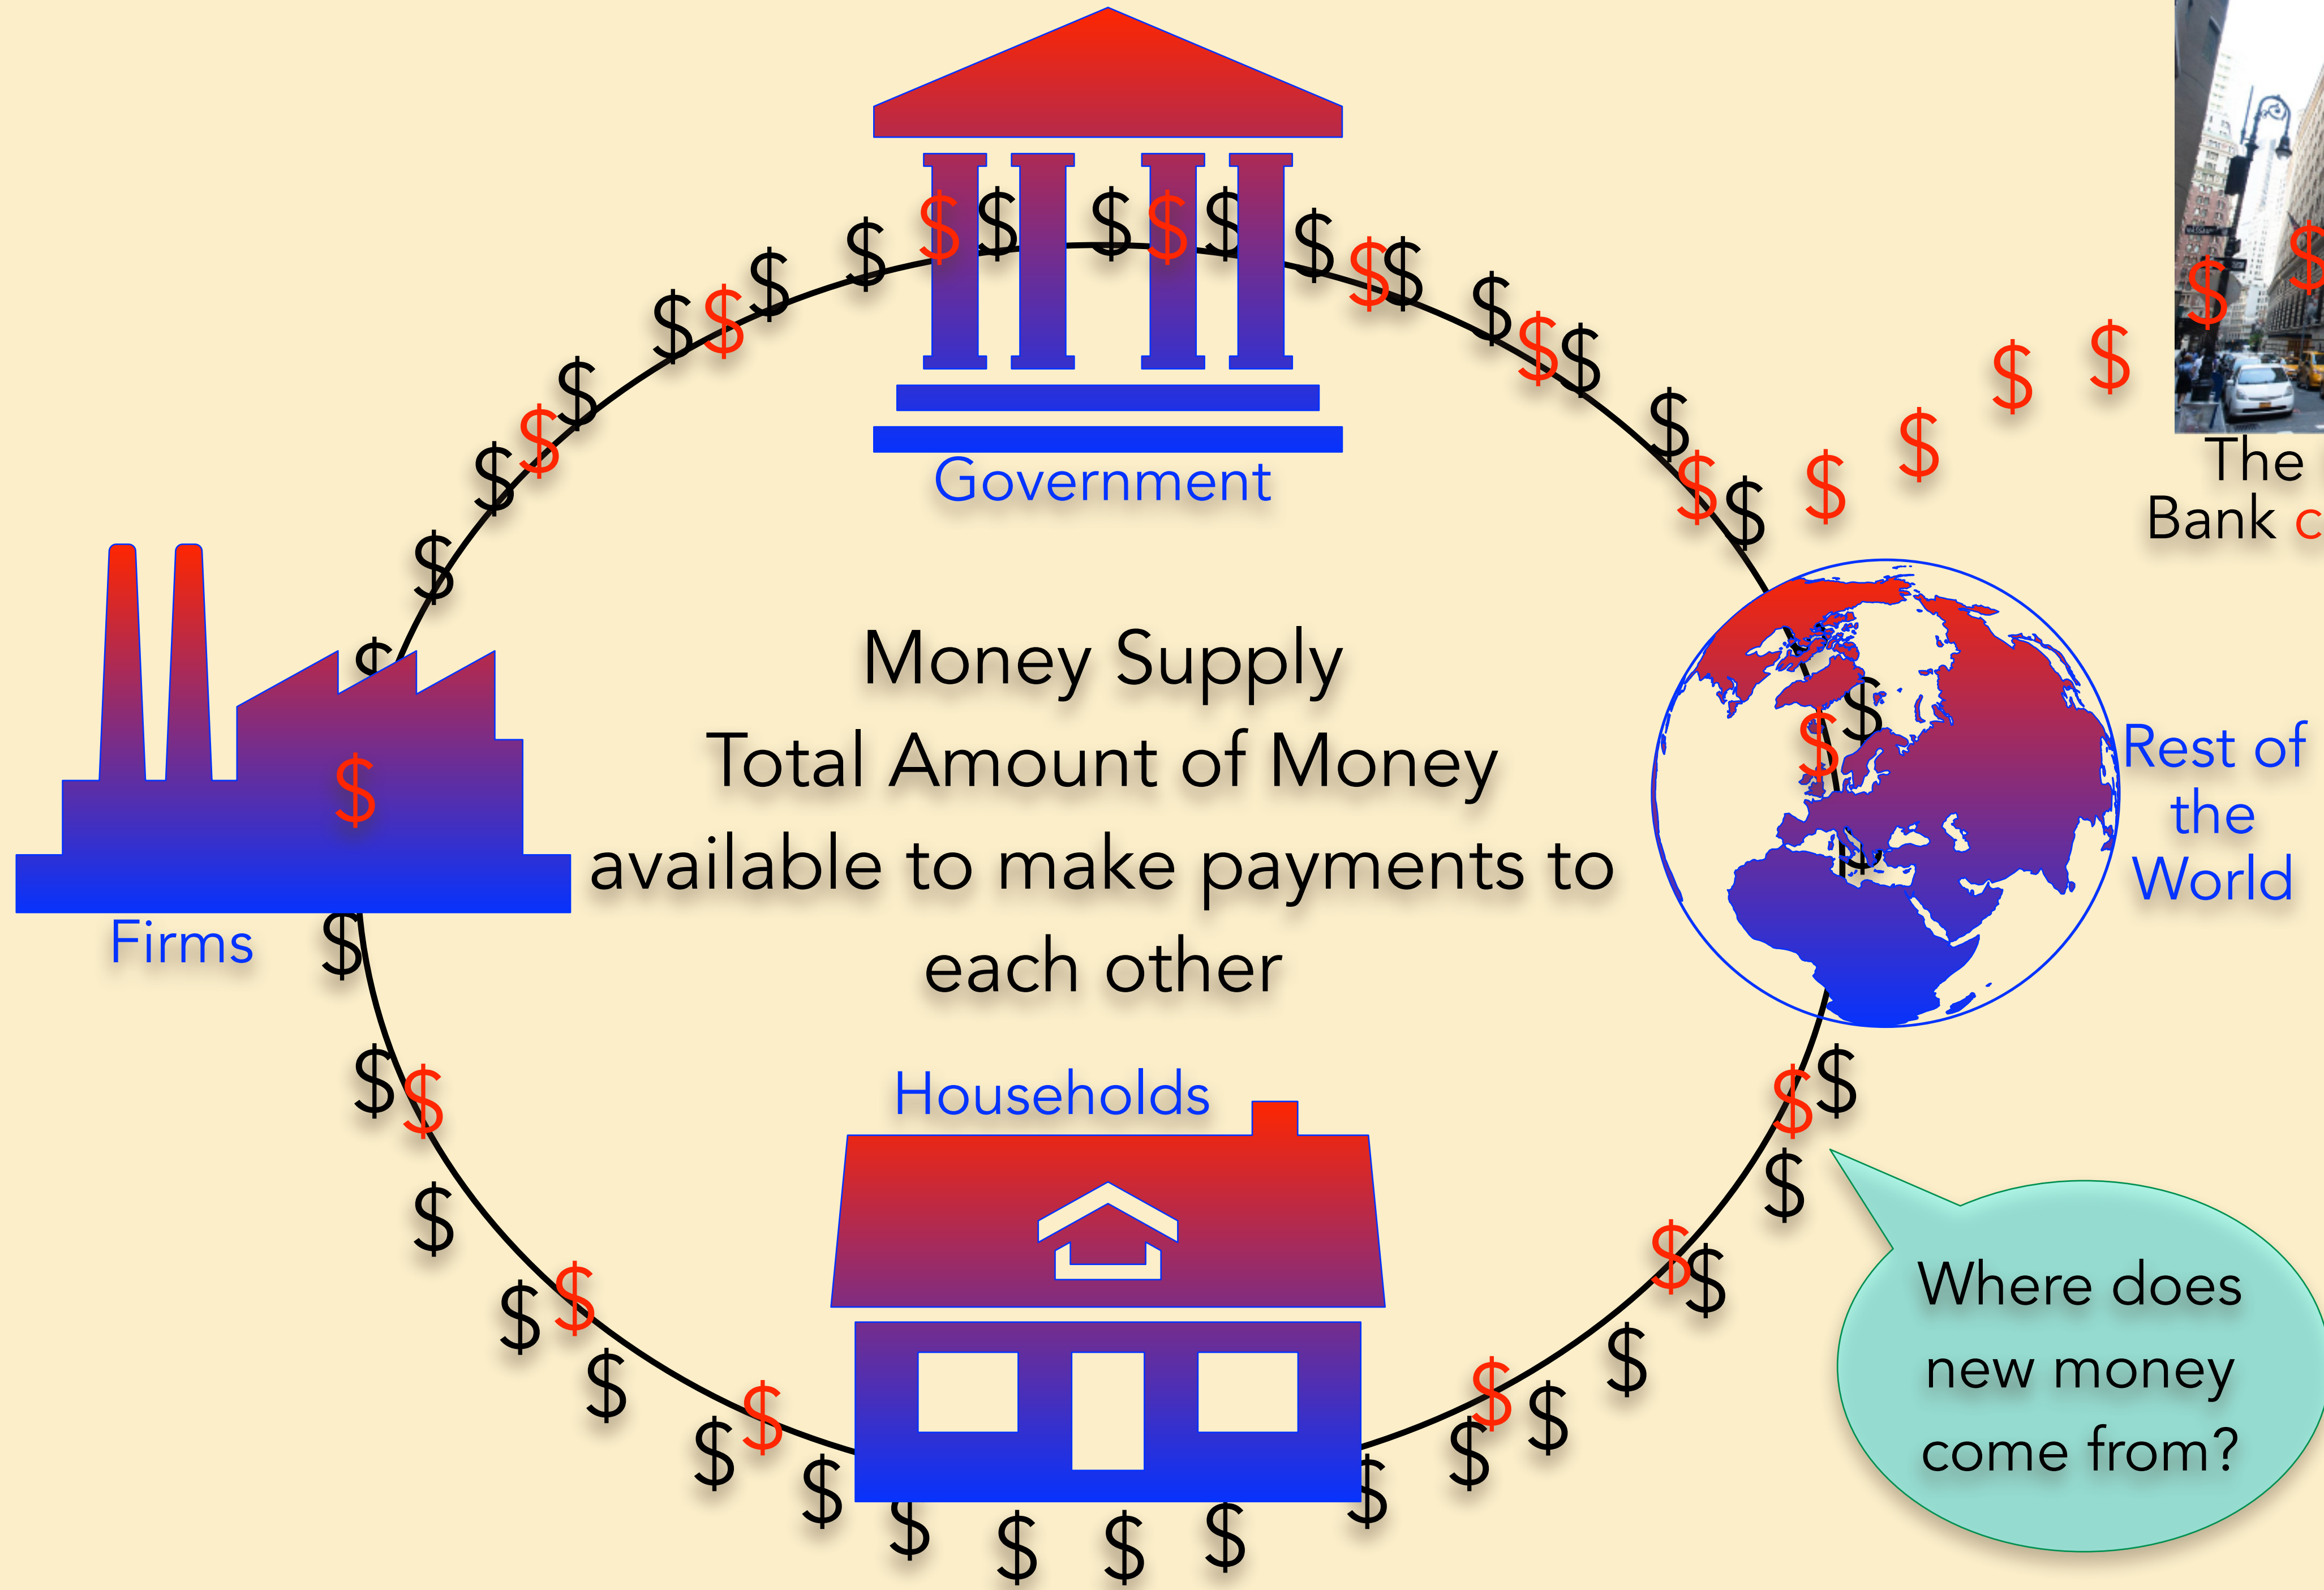 Government
Money Supply
Total Amount of Money
available to make payments to
each other
Firms
Households
Rest of
the
World
The
Bank
Where does
new money
come from?